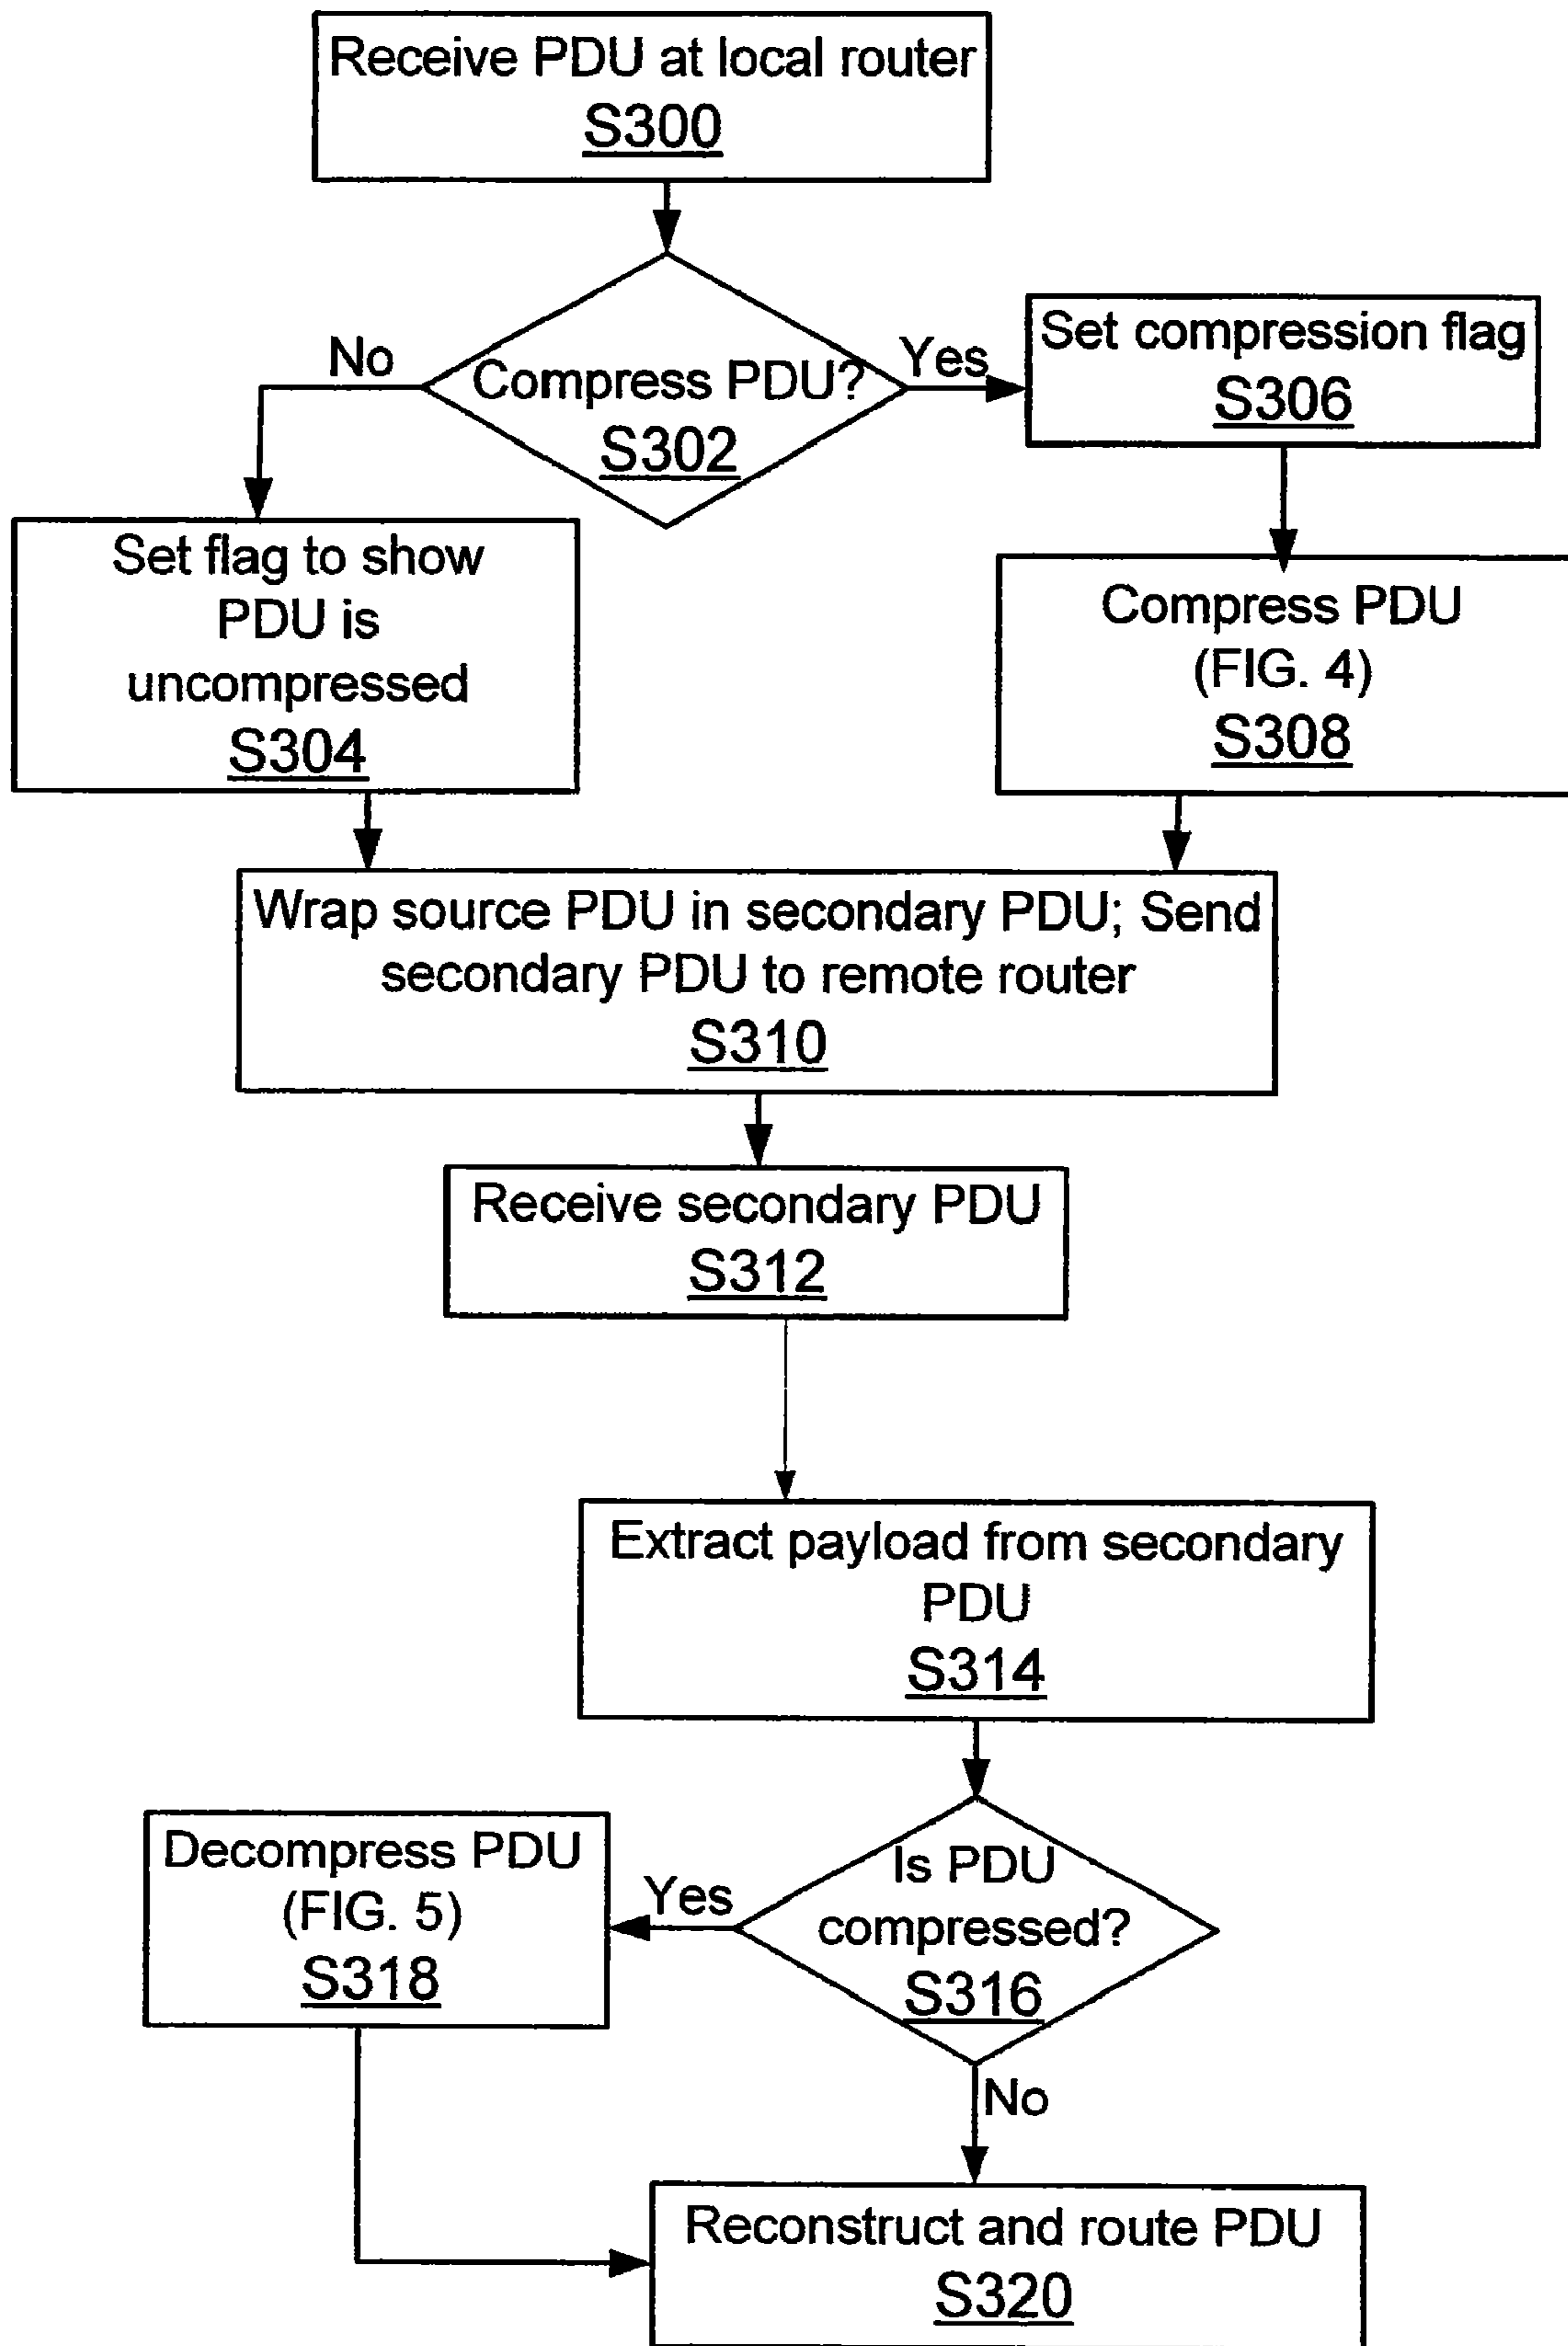 Receive PDU at local router
S300
No
Compress PDU?
S302
Yes
Set compression flag
S306
Set flag to show
PDU is
uncompressed
S304
Compress PDU
(FIG. 4)
S308
Wrap source PDU in secondary PDU; Send
secondary PDU to remote router
S310
Receive secondary PDU
S312
Extract payload from secondary
PDU
S314
Is PDU
compressed?
S316
Yes
Decompress PDU
(FIG. 5)
S318
No
Reconstruct and route PDU
S320